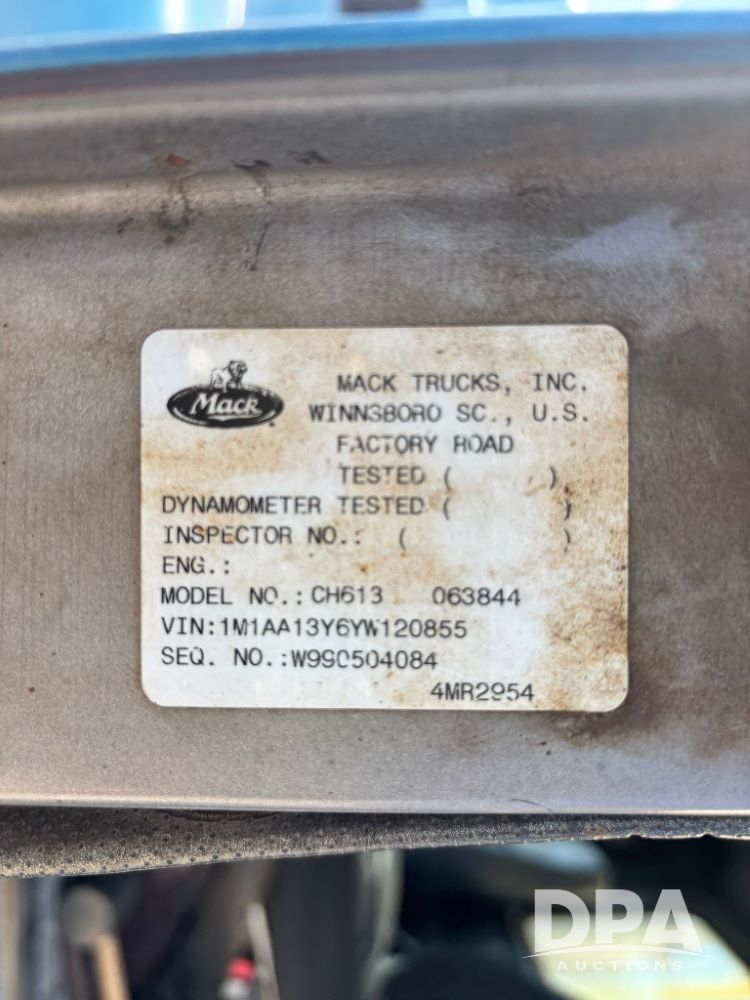 Mack
MACK TRUCKS, INC.
WINNSBORO SC., U.S.
FACTORY ROAD
TESTED ( )
DYNAMOMETER TESTED ( )
INSPECTOR NO.: ( )
ENG.:
MODEL NO.: CH613 063844
VIN:1M1AA13Y6YW120855
SEQ. NO.:W990504084
4MR2954
DPA
AUCTIONS